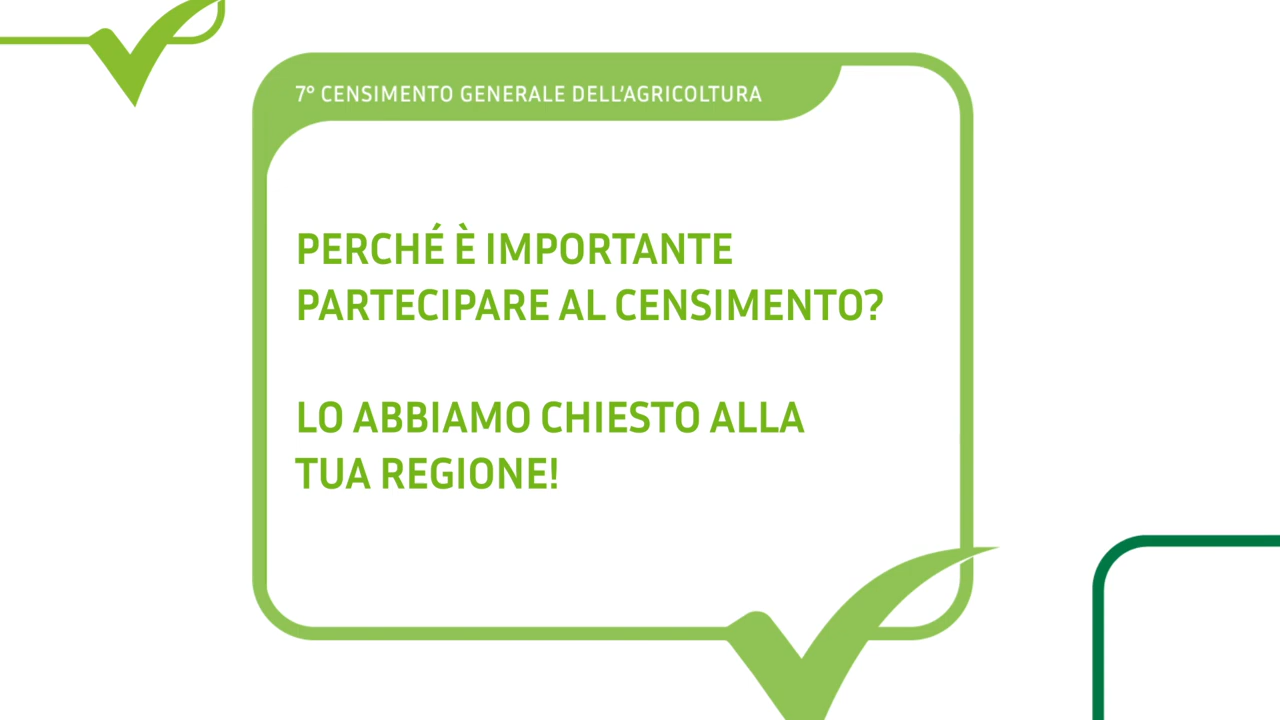 7° CENSIMENTO GENERALE DELL'AGRICOLTURA
PERCHÉ È IMPORTANTE
PARTECIPARE AL CENSIMENTO?
LO ABBIAMO CHIESTO ALLA
TUA REGIONE!